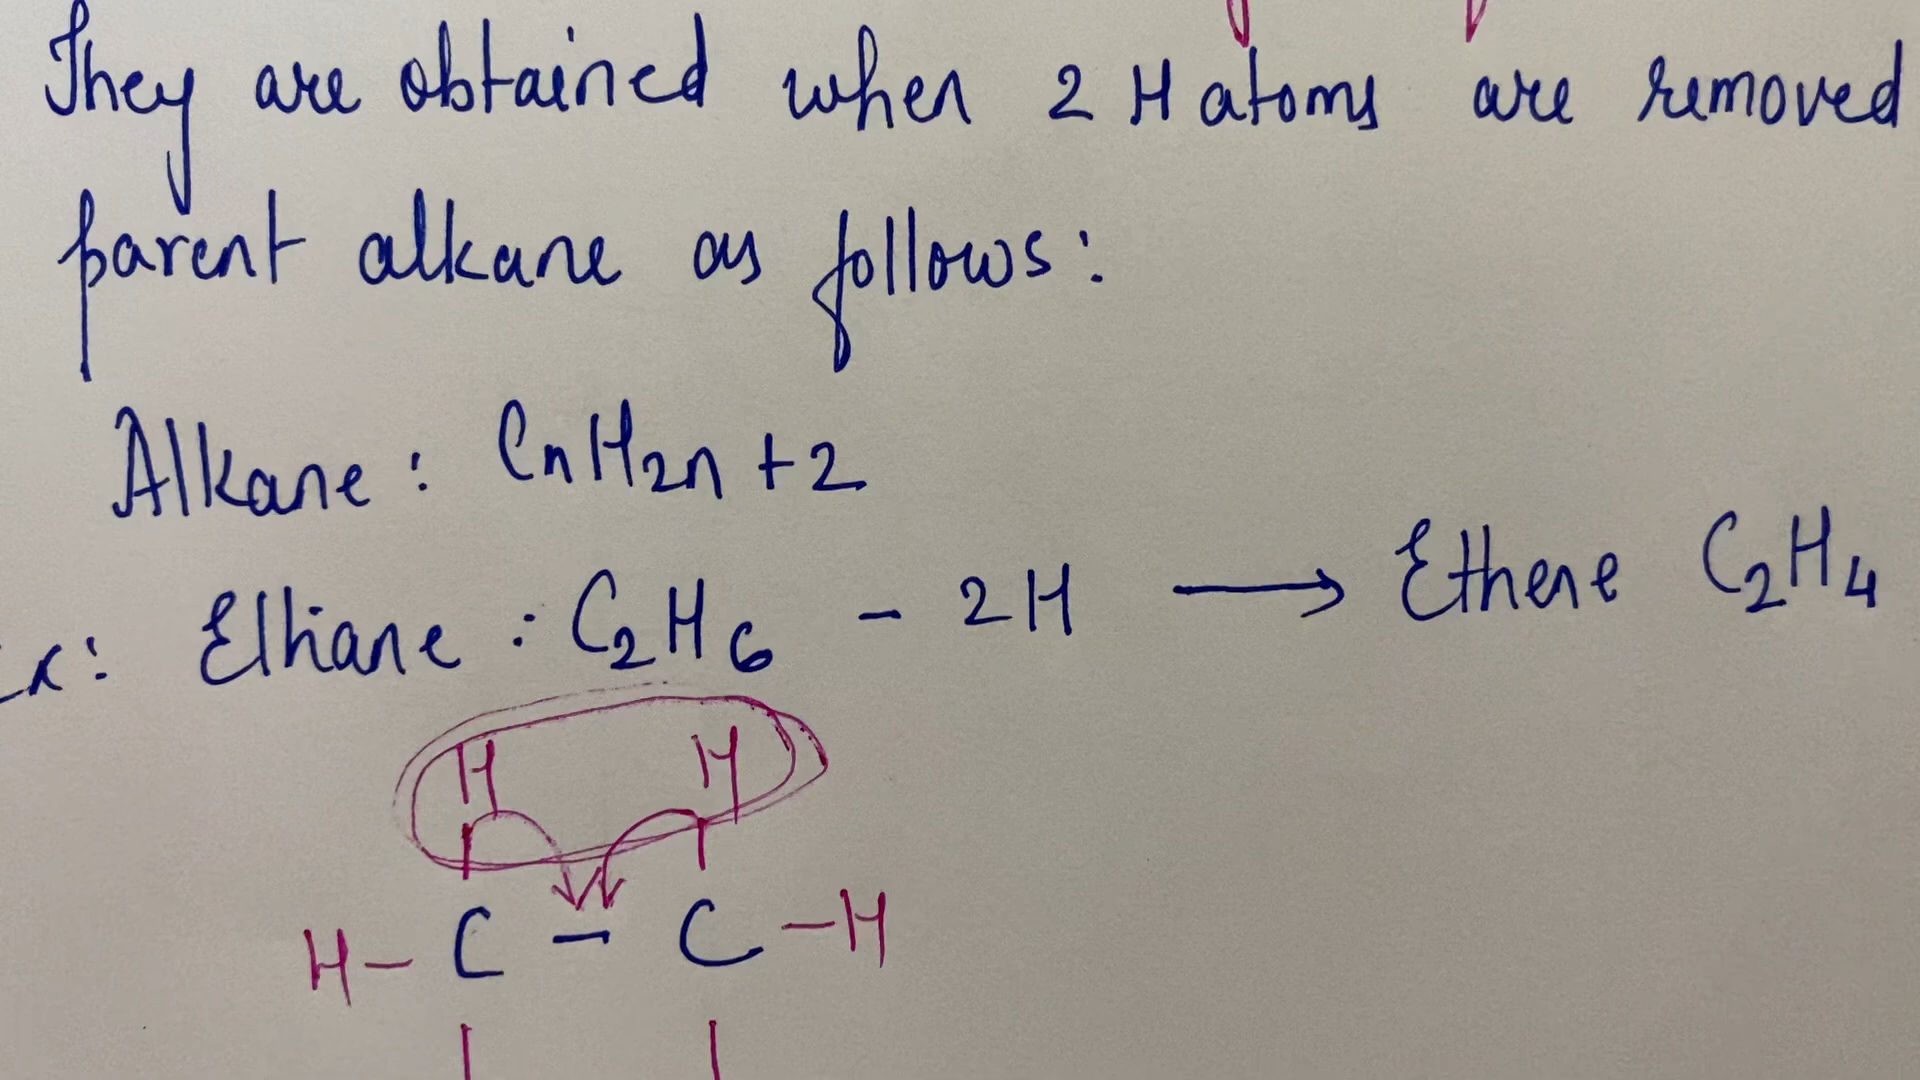 They are obtained when 2 H atoms are removed
parent alkane as follows:
Alkane: CnH2n+2
Ex: Ethane: C2H6 - 2H → Ethene C2H4
H H
H-C-C-H